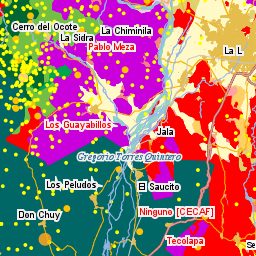 Cerro del Ocote
La Chiminila
La Sidra
Pablo Meza
La L
Los Guayabillos
Jala
Gregorio Torres Quintero
Los Peludos
El Saucito
Don Chuy
Ninguno [CECAF]
Tecolapa
Se